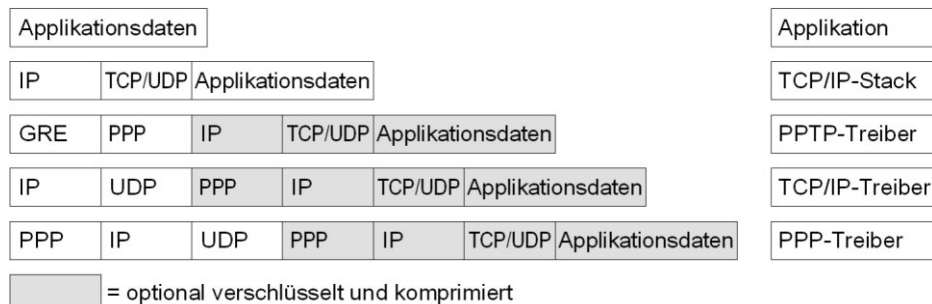 Applikationsdaten Applikation
IP TCP/UDP Applikationsdaten TCP/IP-Stack
GRE PPP IP TCP/UDP Applikationsdaten PPTP-Treiber
IP UDP PPP IP TCP/UDP Applikationsdaten TCP/IP-Treiber
PPP IP UDP PPP IP TCP/UDP Applikationsdaten PPP-Treiber
= optional verschlüsselt und komprimiert